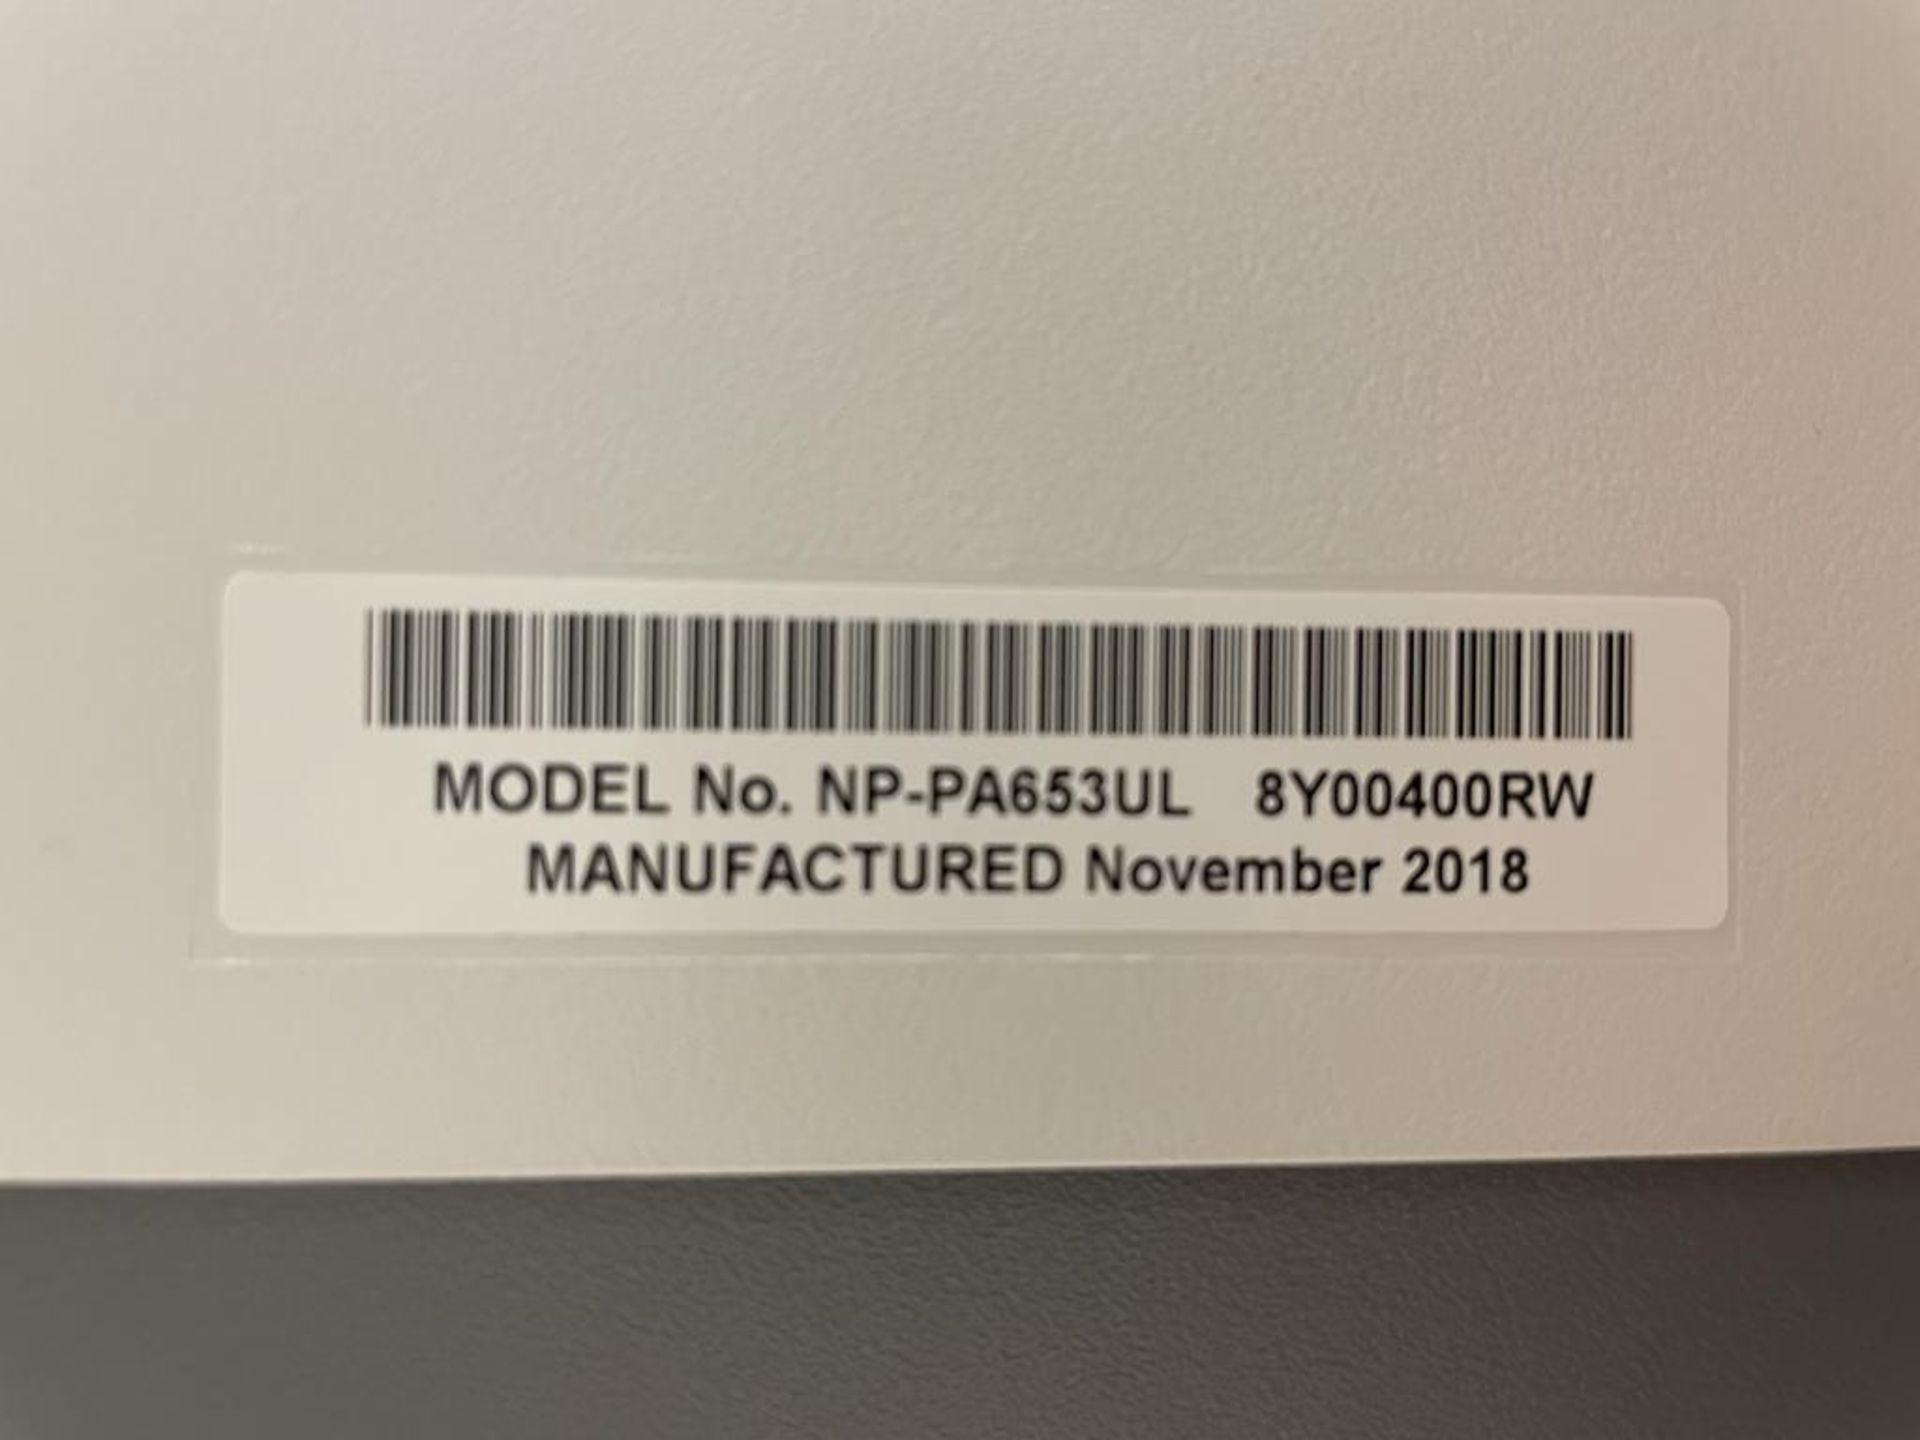 MODEL No. NP-PA653UL 8Y00400RW
MANUFACTURED November 2018